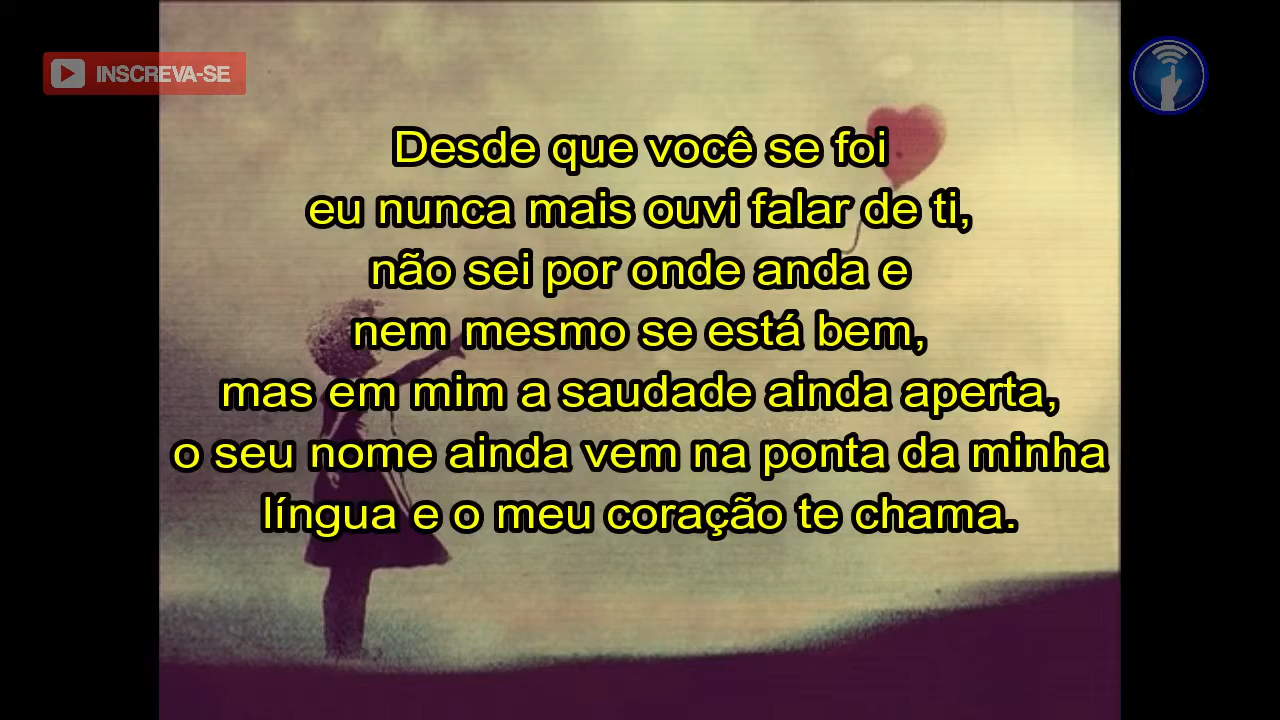 INSCREVA-SE
Desde que você se foi
eu nunca mais ouvi falar de ti,
não sei por onde anda e
nem mesmo se está bem,
mas em mim a saudade ainda aperta,
o seu nome ainda vem na ponta da minha
língua e o meu coração te chama.